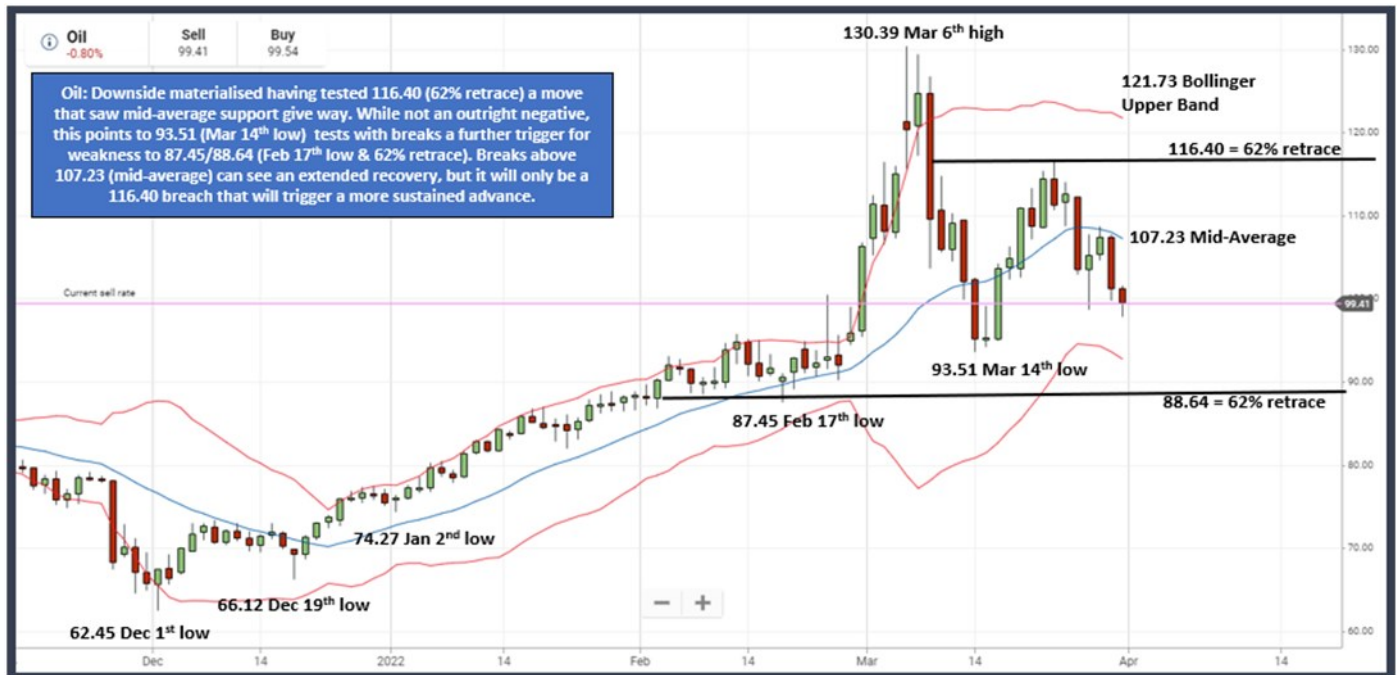 Oil
-0.80%
Sell
99.41
Buy
99.54
Oil: Downside materialised having tested 116.40 (62% retrace) a move
that saw mid-average support give way. While not an outright negative,
this points to 93.51 (Mar 14th low)  tests with breaks a further trigger for
weakness to 87.45/88.64 (Feb 17th low & 62% retrace). Breaks above
107.23 (mid-average) can see an extended recovery, but it will only be a
116.40 breach that will trigger a more sustained advance.
130.39 Mar 6th high
121.73 Bollinger
Upper Band
116.40 = 62% retrace
107.23 Mid-Average
Current sell rate
93.51 Mar 14th low
88.64 = 62% retrace
87.45 Feb 17th low
74.27 Jan 2nd low
66.12 Dec 19th low
62.45 Dec 1st low
130.00
120.00
110.00
99.41
90.00
80.00
70.00
60.00
Dec
14
2022
14
Feb
14
Mar
14
Apr
14